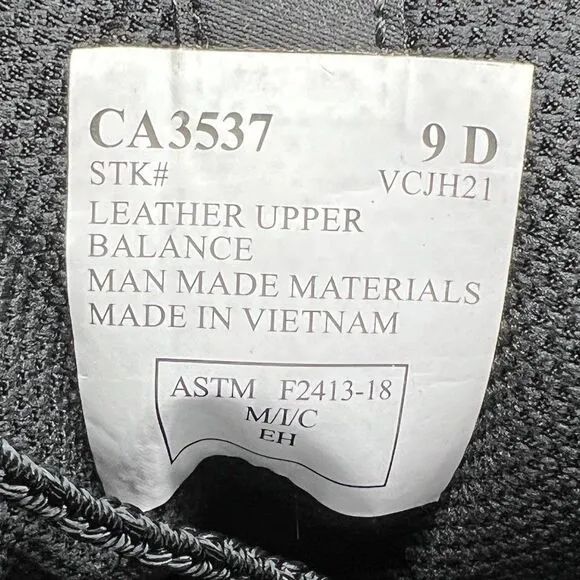 CA3537 9 D
STK# VCJH21
LEATHER UPPER
BALANCE
MAN MADE MATERIALS
MADE IN VIETNAM
ASTM F2413-18
M/I/C
EH